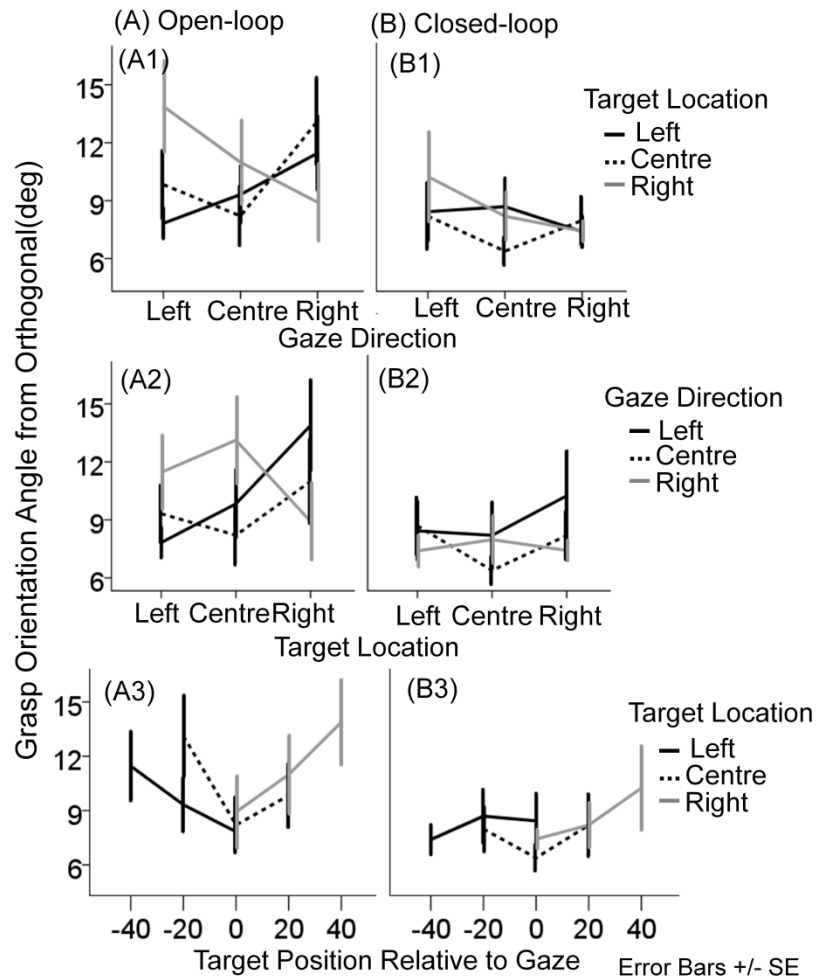 (A) Open-loop (B) Closed-loop
(A1) (B1)
Grasp Orientation Angle from Orthogonal(deg)
15
12
9
6
Target Location
Left
Centre
Right
Left Centre Right Left Centre Right
Gaze Direction
(A2) (B2)
15
12
9
6
Gaze Direction
Left
Centre
Right
Left Centre Right Left Centre Right
Target Location
(A3) (B3)
15
12
9
6
Target Location
Left
Centre
Right
-40 -20 0 20 40 -40 -20 0 20 40
Target Position Relative to Gaze Error Bars +/- SE